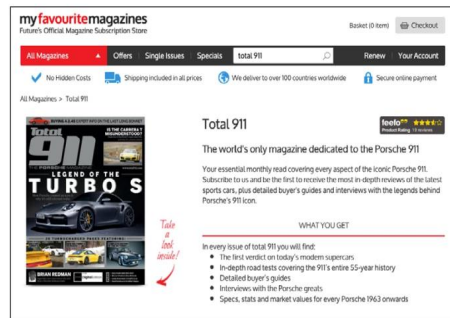 myfavouritemagazines
Future's Official Magazine Subscription Store
Basket (0 item)
Checkout
All Magazines
Offers
Single Issues
Specials
total 911
Renew
Your Account
No Hidden Costs
Shipping included in all prices
We deliver to over 100 countries worldwide
Secure online payment
All Magazines > Total 911
Total
911
THE PORSCHE MAGAZINE
IS THE CARRERA T
MISUNDERSTOOD?
LEGEND OF THE
TURBO S
BRIAN REDMAN
Take
a
look
inside!
Total 911
feefo
Product Rating
The world's only magazine dedicated to the Porsche 911
Your essential monthly read covering every aspect of the iconic Porsche 911.
Subscribe to us and be the first to receive the most in-depth reviews of the latest
sports cars, plus detailed buyer's guides and interviews with the legends behind
Porsche's 911 icon.
WHAT YOU GET
In every issue of total 911 you will find:
The first verdict on today's modern supercars
In-depth road tests covering the 911's entire 55-year history
Detailed buyer's guides
Interviews with the Porsche greats
Specs, stats and market values for every Porsche 1963 onwards